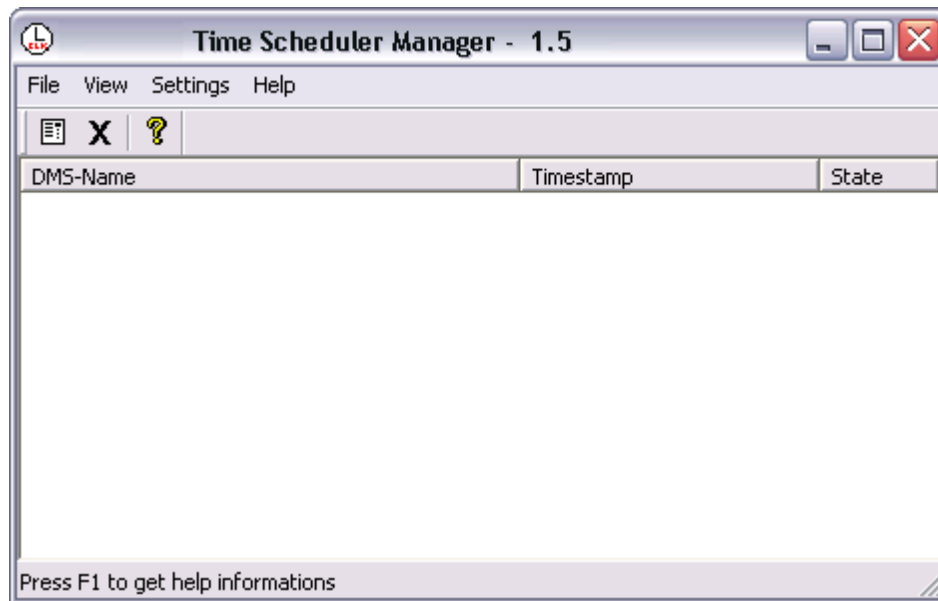 Time Scheduler Manager - 1.5
File View Settings Help
X ?
DMS-Name Timestamp State
Press F1 to get help informations